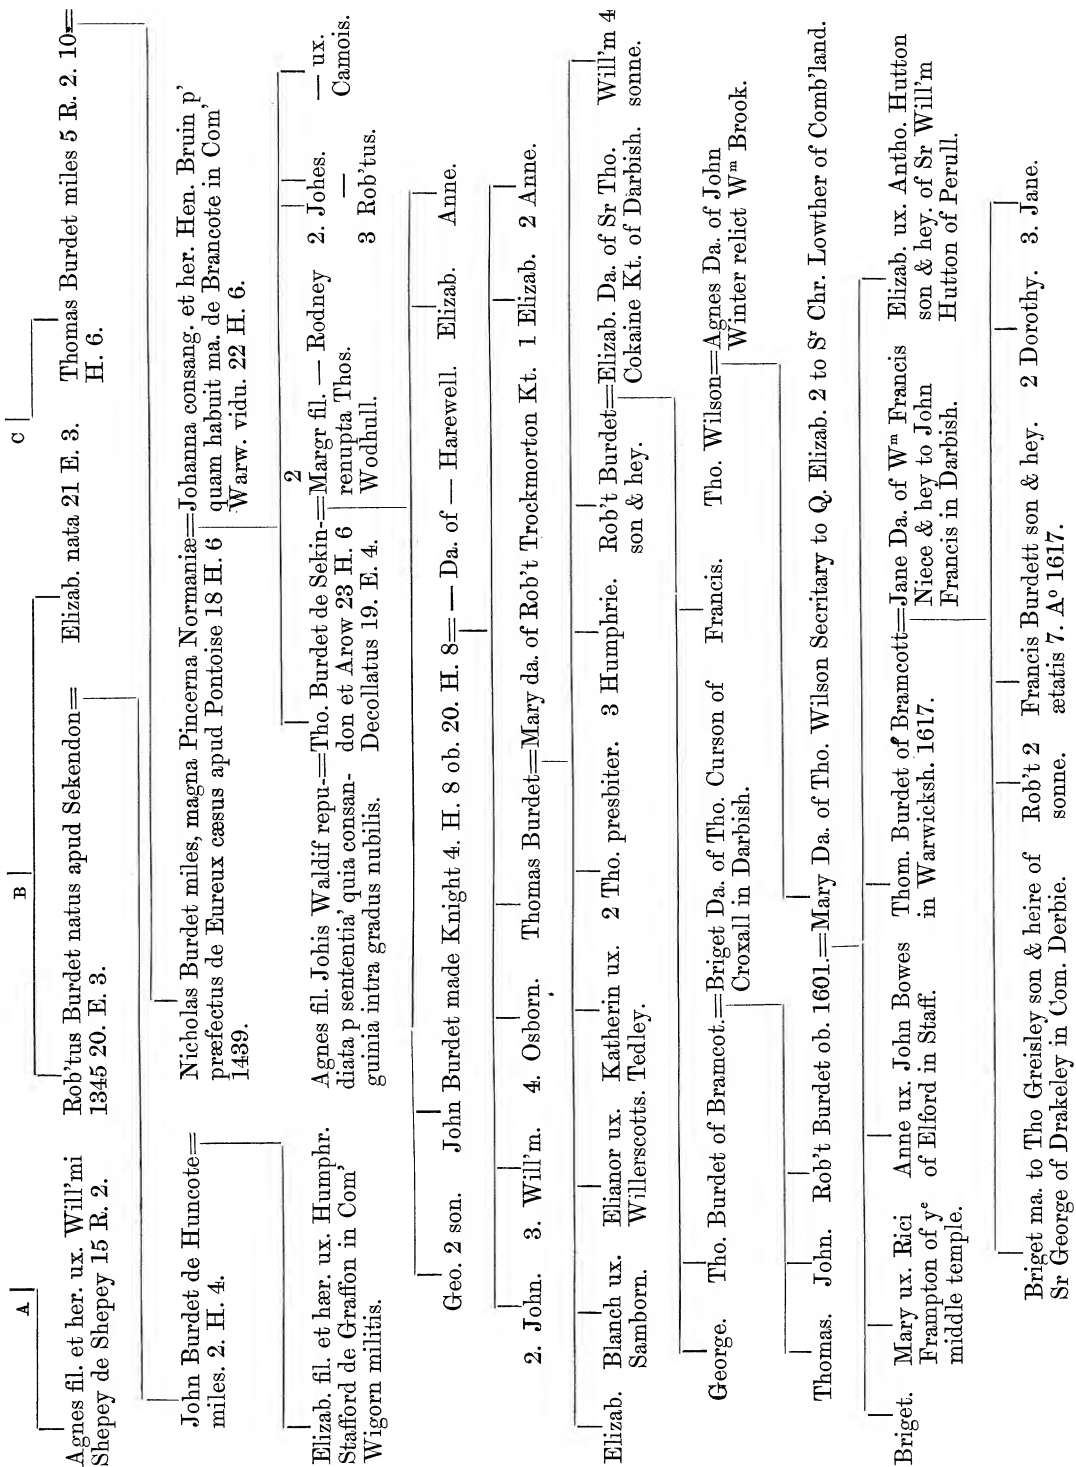 A
B
C
Agnes fil. et her. ux. Will'mi
Shepey de Shepey 15 R. 2.
Rob'tus Burdet natus apud Sekendon=
1345 20. E. 3.
Elizab. nata 21 E. 3.
Thomas Burdet miles 5 R. 2. 10=
H. 6.
John Burdet de Huncote=
miles. 2. H. 4.
Nicholas Burdet miles, magna Pincerna Normaniæ=Johanna consang. et her. Hen. Bruin p'
præfectus de Eureux cæsus apud Pontoise 18 H. 6
1439.
quam habuit ma. de Brancote in Com'
Warw. vidu. 22 H. 6.
Elizab. fil. et hær. ux. Humphr.
Stafford de Graffon in Com'
Wigorn militis.
Agnes fil. Johis Waldif repu-=Tho. Burdet de Sekin-=Margr fil. — Rodney
diata p sententia' quia consan-
guinia intra gradus nubilis.
don et Arow 23 H. 6
Decollatus 19. E. 4.
2
renupta Thos.
Wodhull.
2. Johes.
—
3 Rob'tus.
— ux.
Camois.
Geo. 2 son.
John Burdet made Knight 4. H. 8 ob. 20. H. 8=— Da. of — Harewell.
Elizab.
Anne.
2. John.
3. Will'm.
4. Osborn.
Thomas Burdet=Mary da. of Rob't Trockmorton Kt.
1 Elizab.
2 Anne.
Elizab.
Blanch ux.
Samborn.
Elianor ux.
Willerscotts.
Katherin ux.
Tedley.
2 Tho. presbiter.
3 Humphrie.
Rob't Burdet=Elizab. Da. of Sr Tho.
son & hey.
Cokaine Kt. of Darbish.
Will'm 4
sonne.
George.
Tho. Burdet of Bramcot.=Briget Da. of Tho. Curson of
Croxall in Darbish.
Francis.
Tho. Wilson=Agnes Da. of John
Winter relict Wm Brook.
Thomas.
John.
Rob't Burdet ob. 1601.=Mary Da. of Tho. Wilson Secritary to Q. Elizab. 2 to Sr Chr. Lowther of Comb'land.
Briget.
Mary ux. Rici
Frampton of ye
middle temple.
Anne ux. John Bowes
of Elford in Staff.
Thom. Burdet of Bramcott=Jane Da. of Wm Francis
in Warwicksh. 1617.
Niece & hey to John
Francis in Darbish.
Elizab. ux. Antho. Hutton
son & hey. of Sr Will'm
Hutton of Perull.
Briget ma. to Tho Greisley son & heire of
Sr George of Drakeley in Com. Derbie.
Rob't 2
sonne.
Francis Burdett son & hey.
ætatis 7. Ao 1617.
2 Dorothy.
3. Jane.